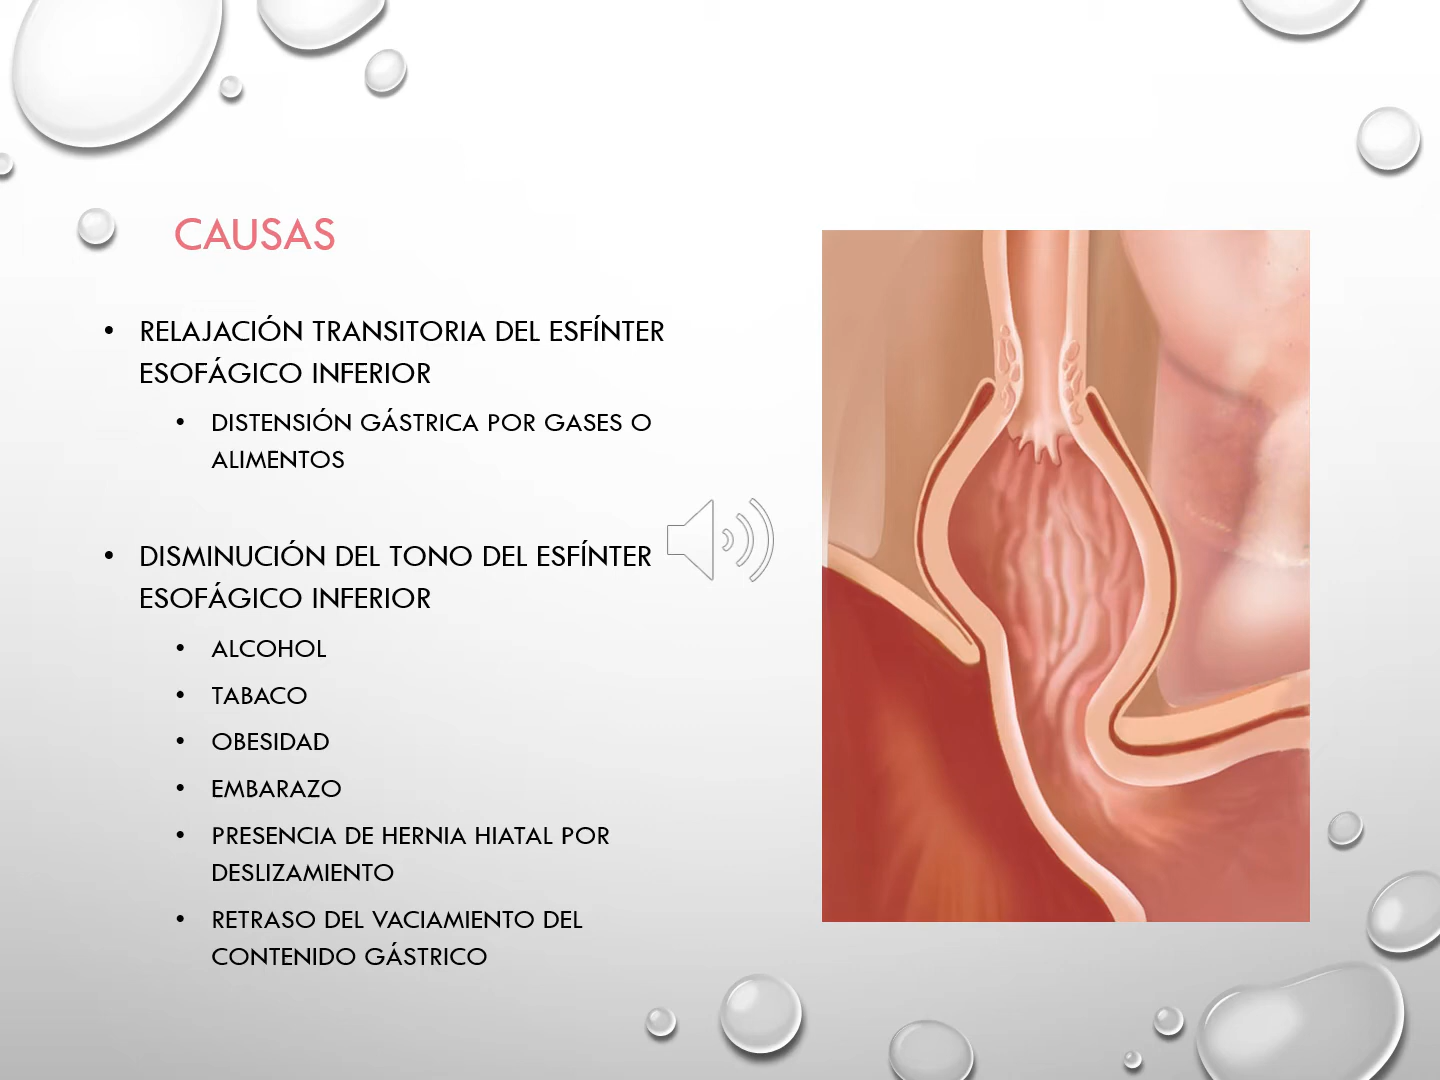 CAUSAS
• RELAJACIÓN TRANSITORIA DEL ESFÍNTER
ESOFÁGICO INFERIOR
• DISTENSIÓN GÁSTRICA POR GASES O
ALIMENTOS
• DISMINUCIÓN DEL TONO DEL ESFÍNTER
ESOFÁGICO INFERIOR
• ALCOHOL
• TABACO
• OBESIDAD
• EMBARAZO
• PRESENCIA DE HERNIA HIATAL POR
DESLIZAMIENTO
• RETRASO DEL VACIAMIENTO DEL
CONTENIDO GÁSTRICO